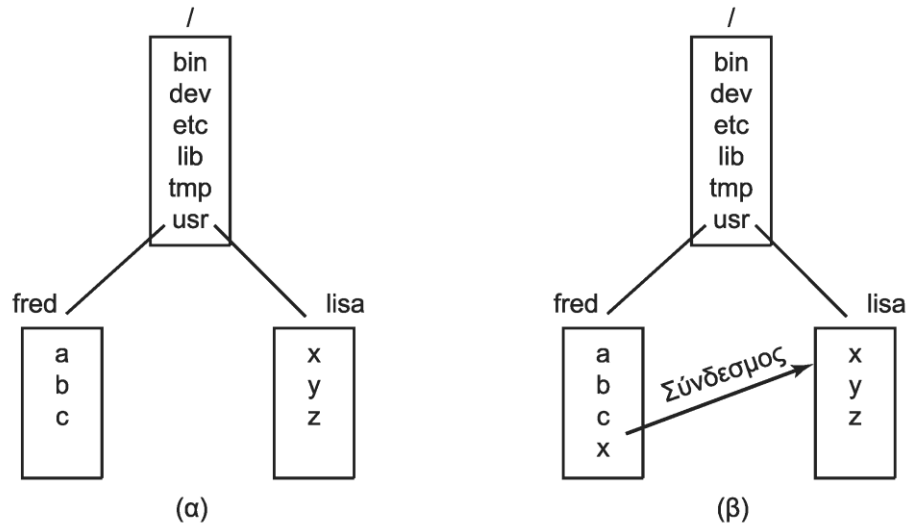 /
bin
dev
etc
lib
tmp
usr
fred
lisa
a
b
c
x
y
z
(α)
/
bin
dev
etc
lib
tmp
usr
fred
lisa
a
b
c
x
Σύνδεσμος
x
y
z
(β)